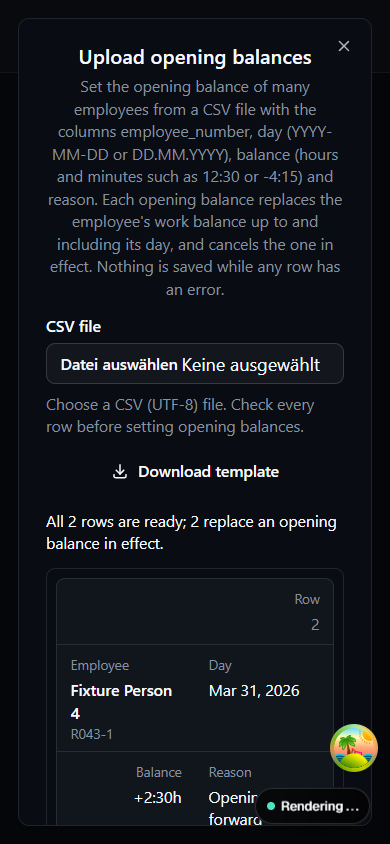 Upload opening balances
Set the opening balance of many
employees from a CSV file with the
columns employee_number, day (YYYY-
MM-DD or DD.MM.YYYY), balance (hours
and minutes such as 12:30 or -4:15) and
reason. Each opening balance replaces the
employee's work balance up to and
including its day, and cancels the one in
effect. Nothing is saved while any row has
an error.
CSV file
Datei auswählen Keine ausgewählt
Choose a CSV (UTF-8) file. Check every
row before setting opening balances.
Download template
All 2 rows are ready; 2 replace an opening
balance in effect.
Row
2
Employee
Fixture Person
4
R043-1
Day
Mar 31, 2026
Balance
+2:30h
Reason
forward
Rendering ...